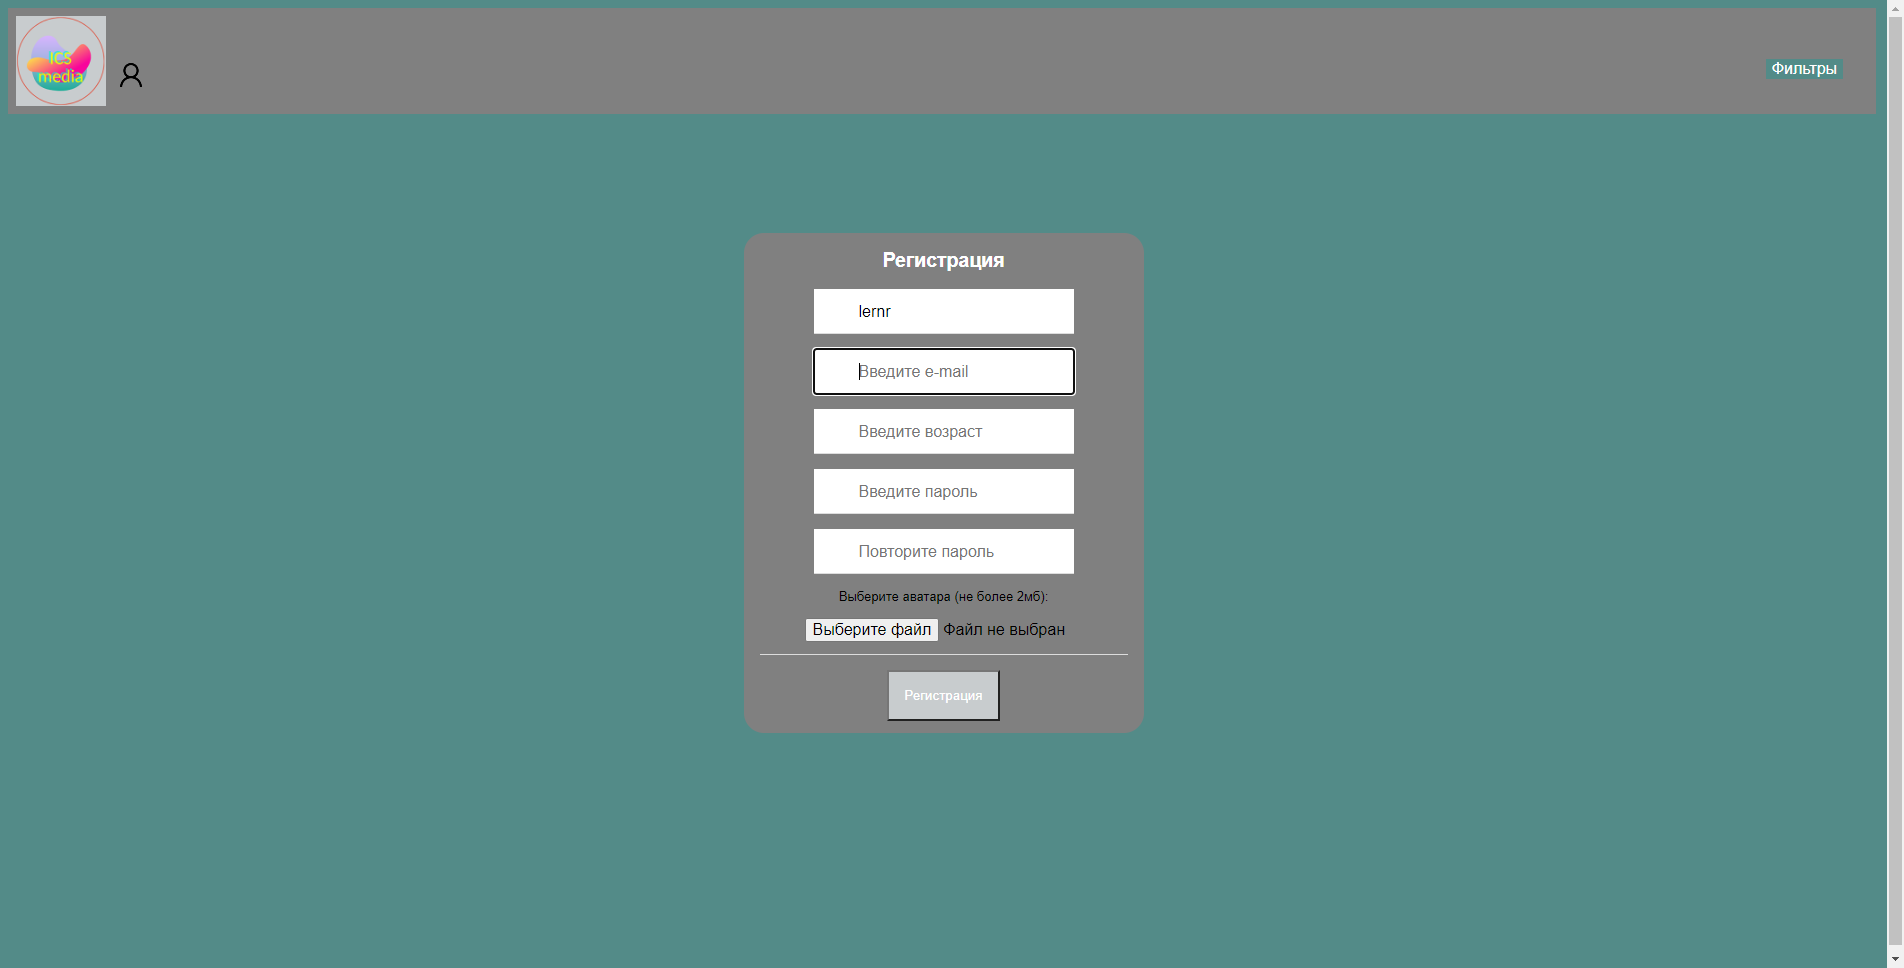 ICS
media
Фильтры
Регистрация
lernr
Введите e-mail
Введите возраст
Введите пароль
Повторите пароль
Выберите аватара (не более 2мб):
Выберите файл Файл не выбран
Регистрация